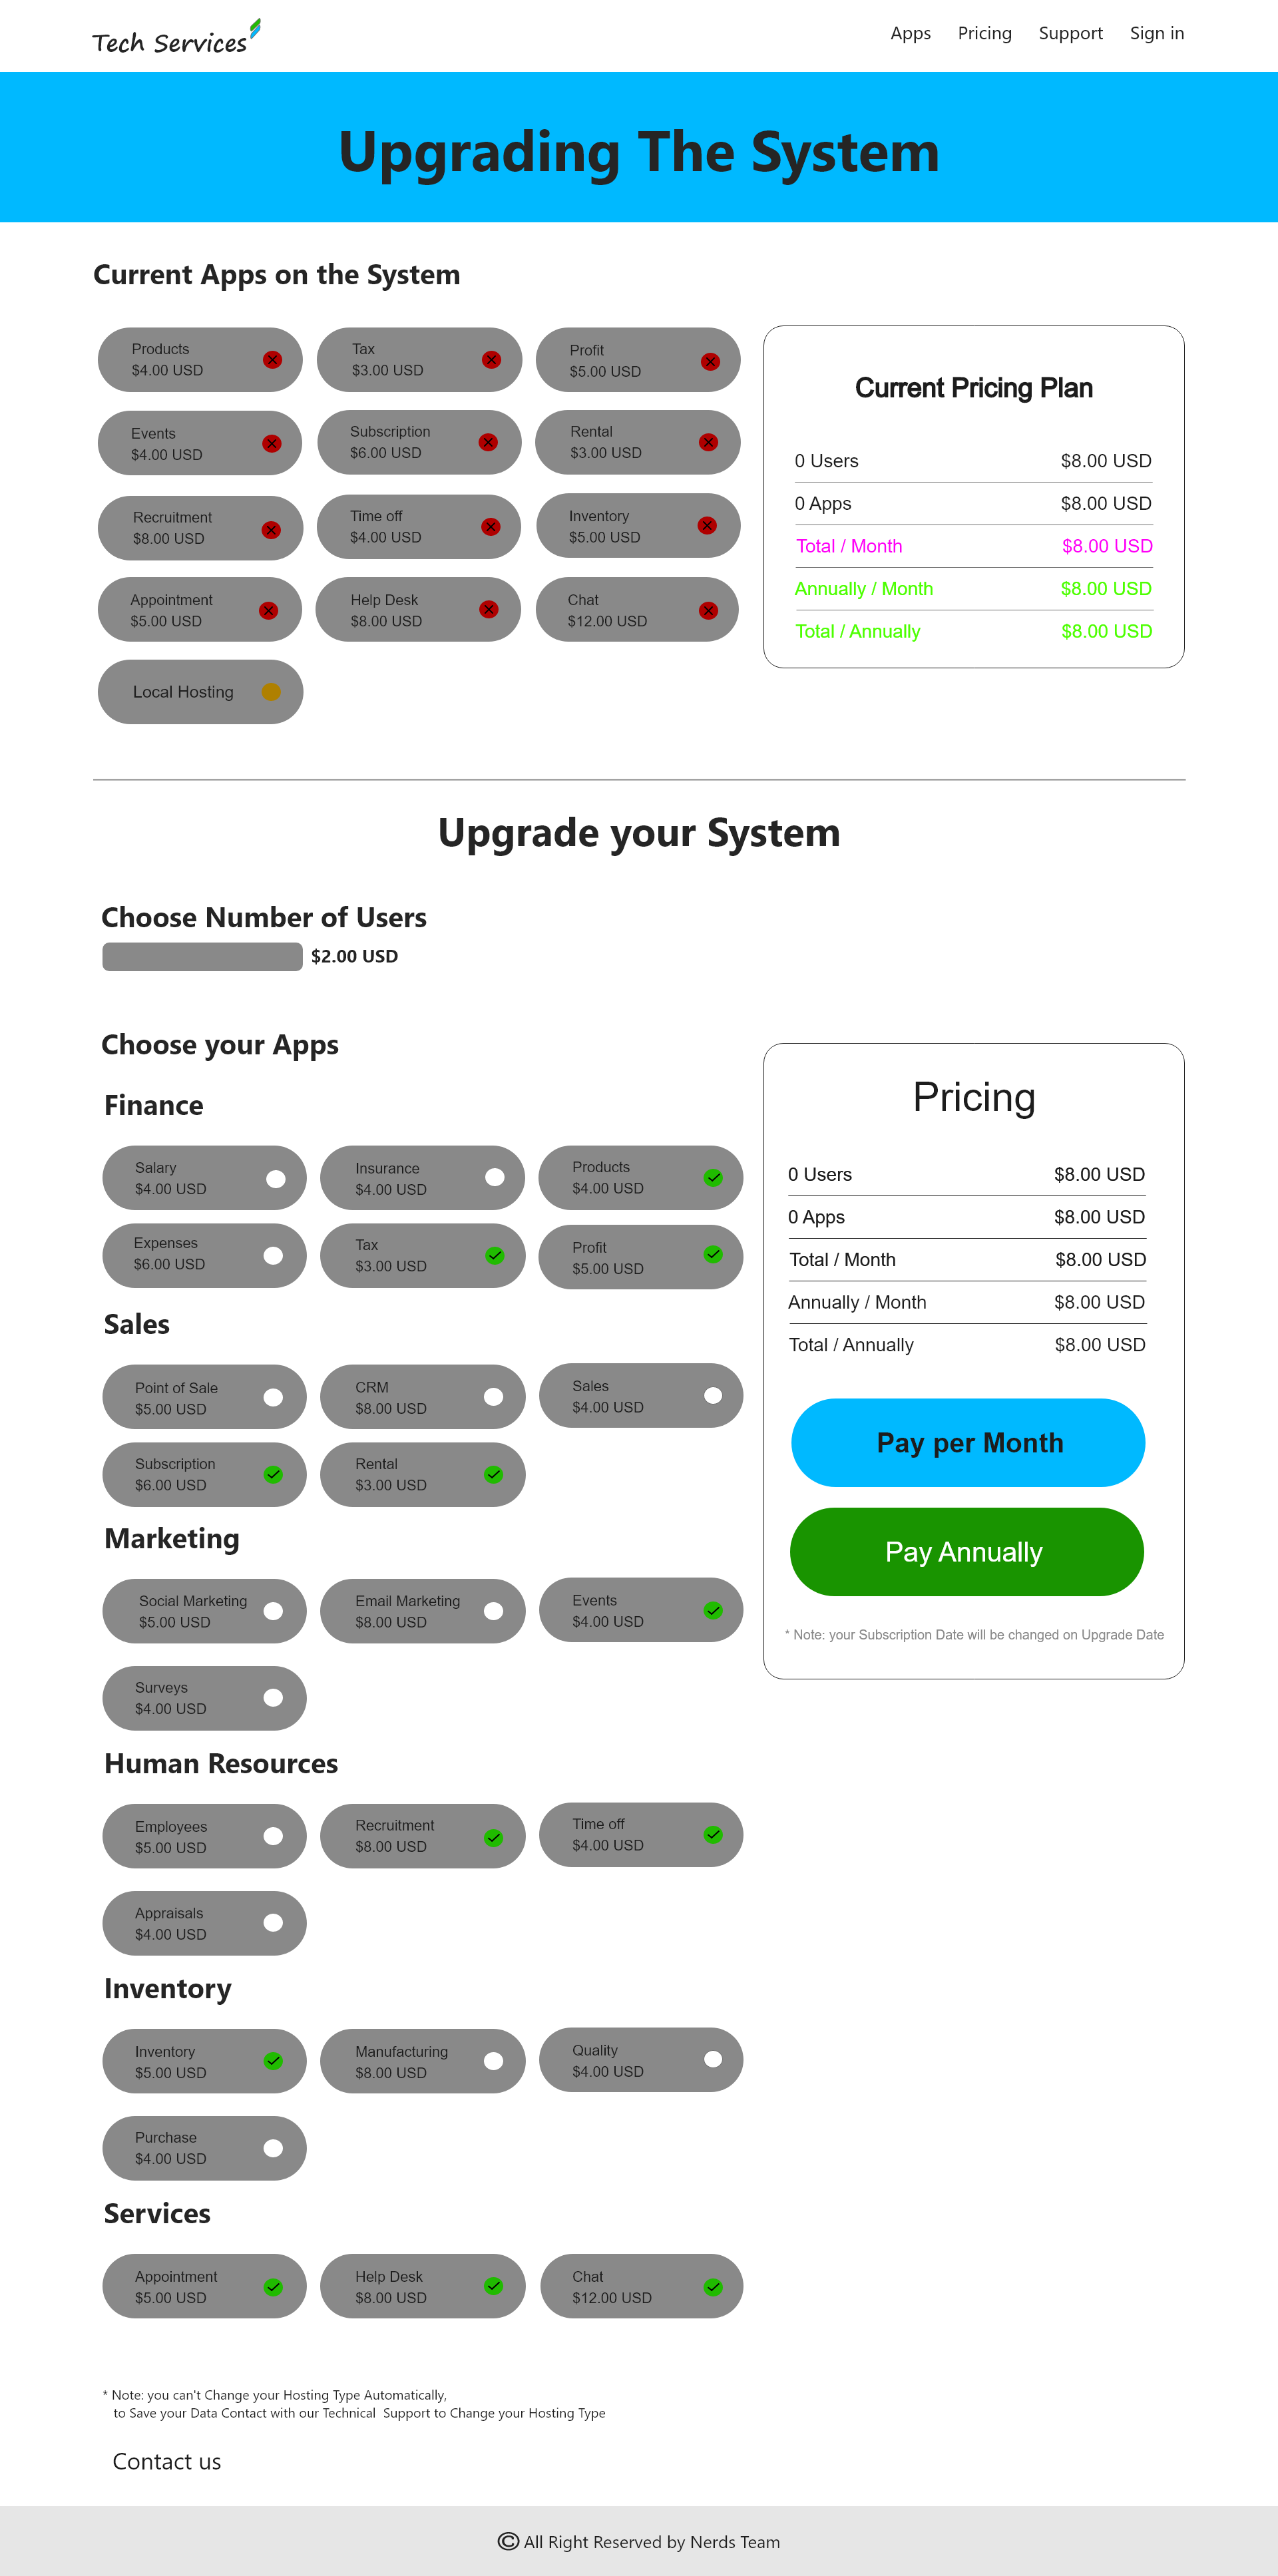 Tech Services
Apps Pricing Support Sign in
Upgrading The System
Current Apps on the System
Products
$4.00 USD
Tax
$3.00 USD
Profit
$5.00 USD
Events
$4.00 USD
Subscription
$6.00 USD
Rental
$3.00 USD
Recruitment
$8.00 USD
Time off
$4.00 USD
Inventory
$5.00 USD
Appointment
$5.00 USD
Help Desk
$8.00 USD
Chat
$12.00 USD
Local Hosting
Current Pricing Plan
0 Users $8.00 USD
0 Apps $8.00 USD
Total / Month $8.00 USD
Annually / Month $8.00 USD
Total / Annually $8.00 USD
Upgrade your System
Choose Number of Users
$2.00 USD
Choose your Apps
Finance
Salary
$4.00 USD
Insurance
$4.00 USD
Products
$4.00 USD
Expenses
$6.00 USD
Tax
$3.00 USD
Profit
$5.00 USD
Sales
Point of Sale
$5.00 USD
CRM
$8.00 USD
Sales
$4.00 USD
Subscription
$6.00 USD
Rental
$3.00 USD
Marketing
Social Marketing
$5.00 USD
Email Marketing
$8.00 USD
Events
$4.00 USD
Surveys
$4.00 USD
Human Resources
Employees
$5.00 USD
Recruitment
$8.00 USD
Time off
$4.00 USD
Appraisals
$4.00 USD
Inventory
Inventory
$5.00 USD
Manufacturing
$8.00 USD
Quality
$4.00 USD
Purchase
$4.00 USD
Services
Appointment
$5.00 USD
Help Desk
$8.00 USD
Chat
$12.00 USD
Pricing
0 Users $8.00 USD
0 Apps $8.00 USD
Total / Month $8.00 USD
Annually / Month $8.00 USD
Total / Annually $8.00 USD
Pay per Month
Pay Annually
* Note: your Subscription Date will be changed on Upgrade Date
* Note: you can't Change your Hosting Type Automatically,
to Save your Data Contact with our Technical  Support to Change your Hosting Type
Contact us
© All Right Reserved by Nerds Team